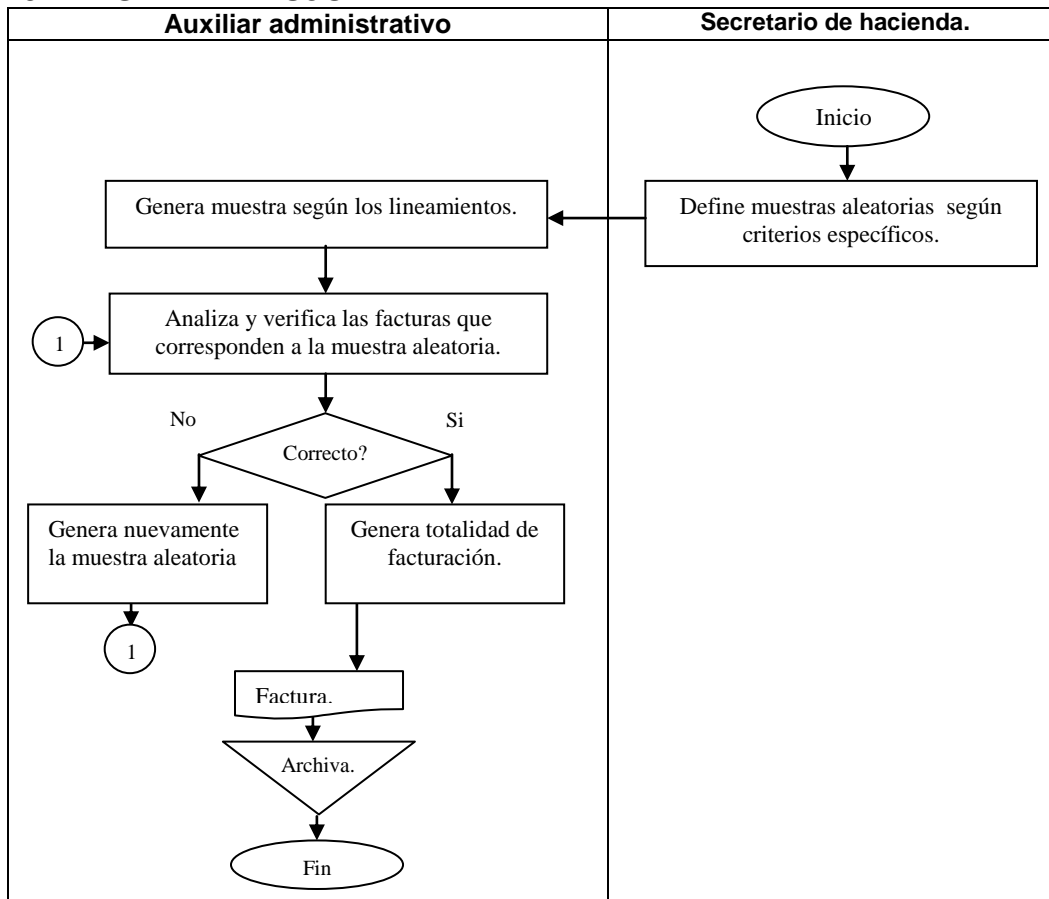 Auxiliar administrativo
Secretario de hacienda.
Inicio
Define muestras aleatorias según
criterios específicos.
Genera muestra según los lineamientos.
Analiza y verifica las facturas que
corresponden a la muestra aleatoria.
1
No
Si
Correcto?
Genera nuevamente
la muestra aleatoria
Genera totalidad de
facturación.
1
Factura.
Archiva.
Fin